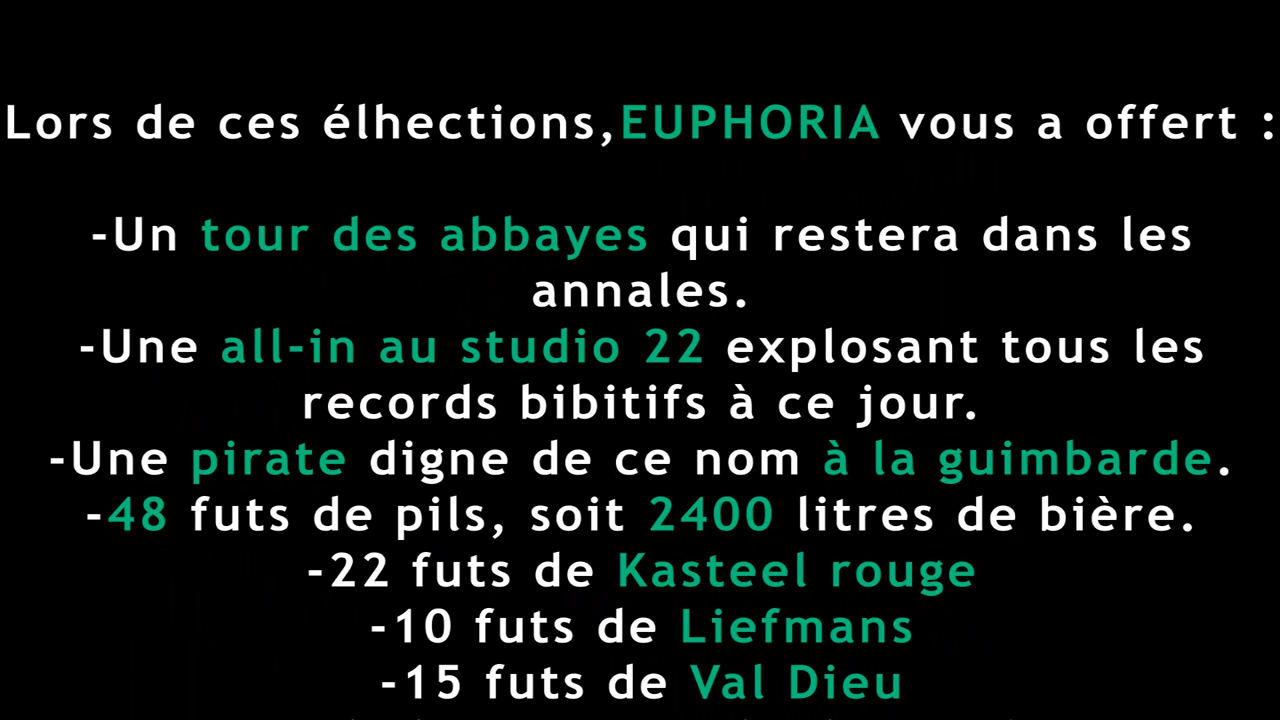 Lors de ces élhections,EUPHORIA vous a offert :
-Un tour des abbayes qui restera dans les
annales.
-Une all-in au studio 22 explosant tous les
records bibitifs à ce jour.
-Une pirate digne de ce nom à la guimbarde.
-48 futs de pils, soit 2400 litres de bière.
-22 futs de Kasteel rouge
-10 futs de Liefmans
-15 futs de Val Dieu